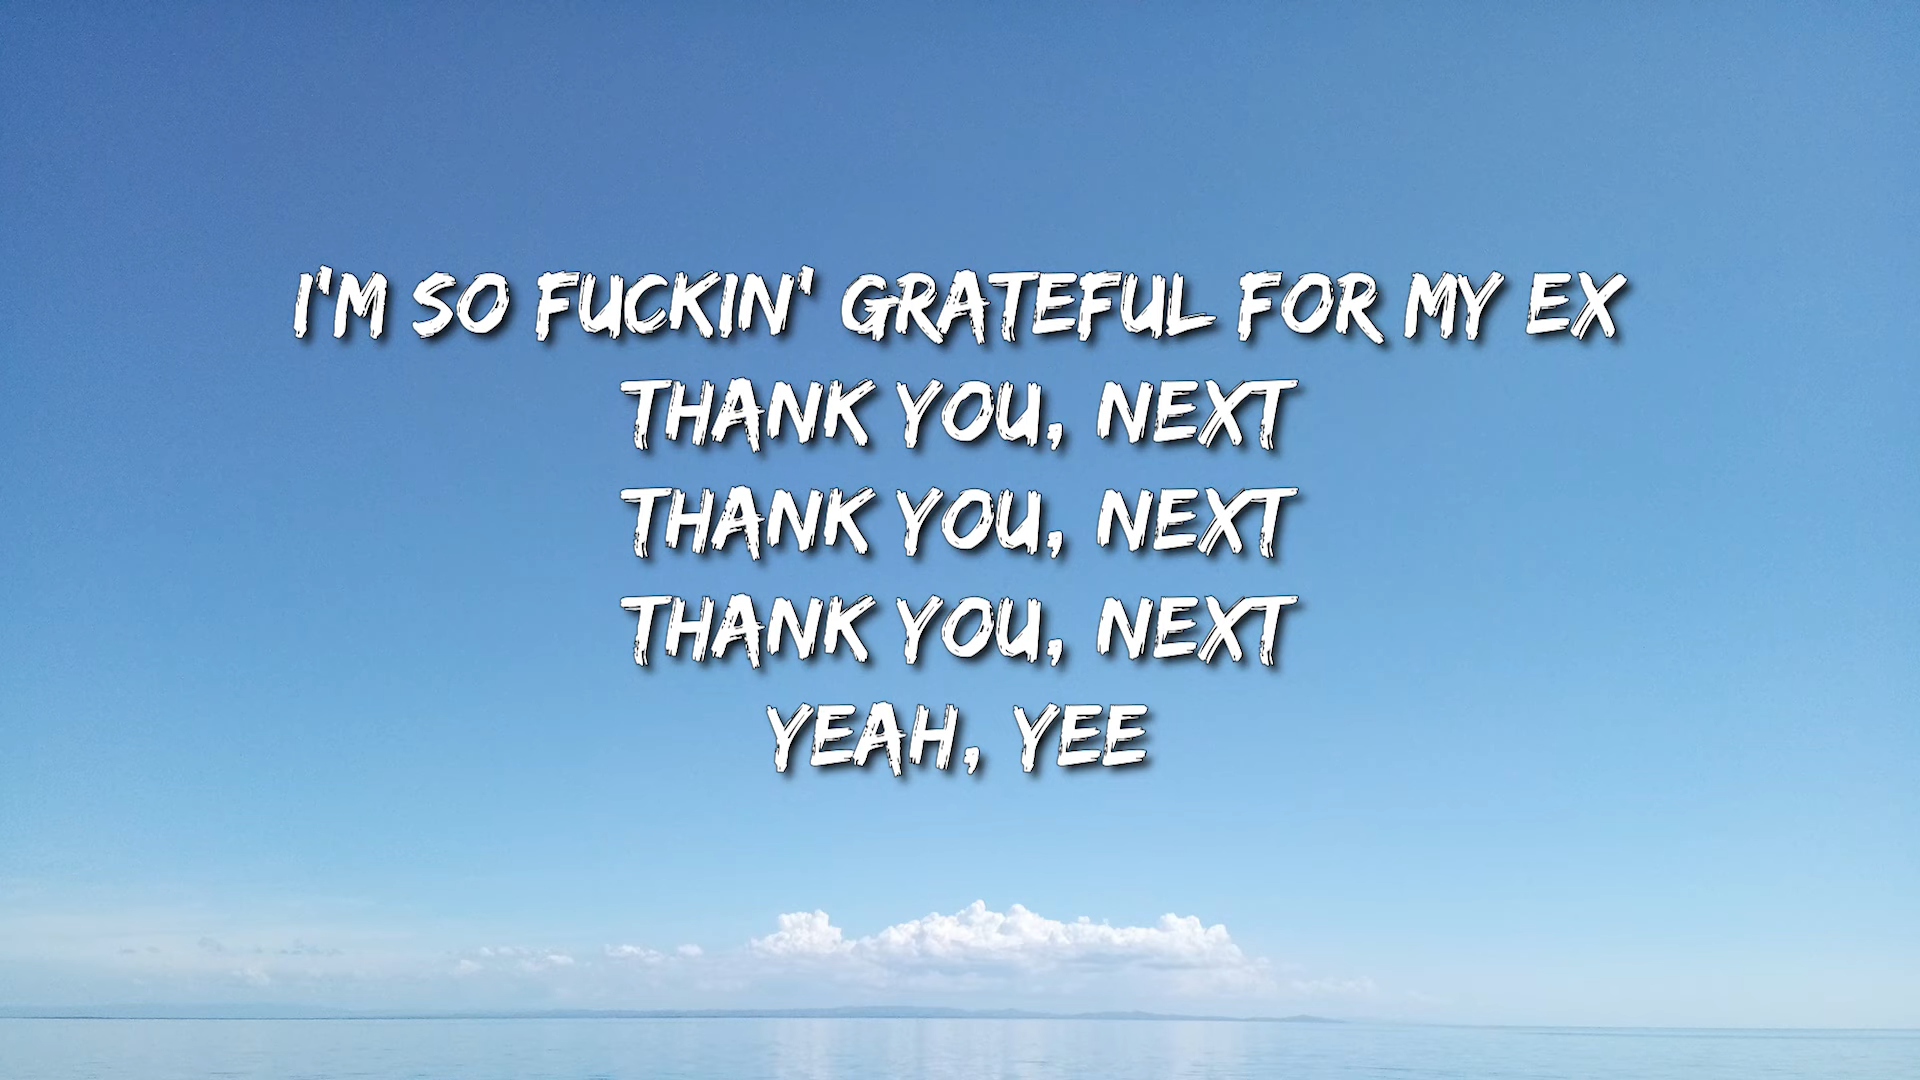 I'M SO FUCKIN' GRATEFUL FOR MY EX
THANK YOU, NEXT
THANK YOU, NEXT
THANK YOU, NEXT
YEAH, YEE